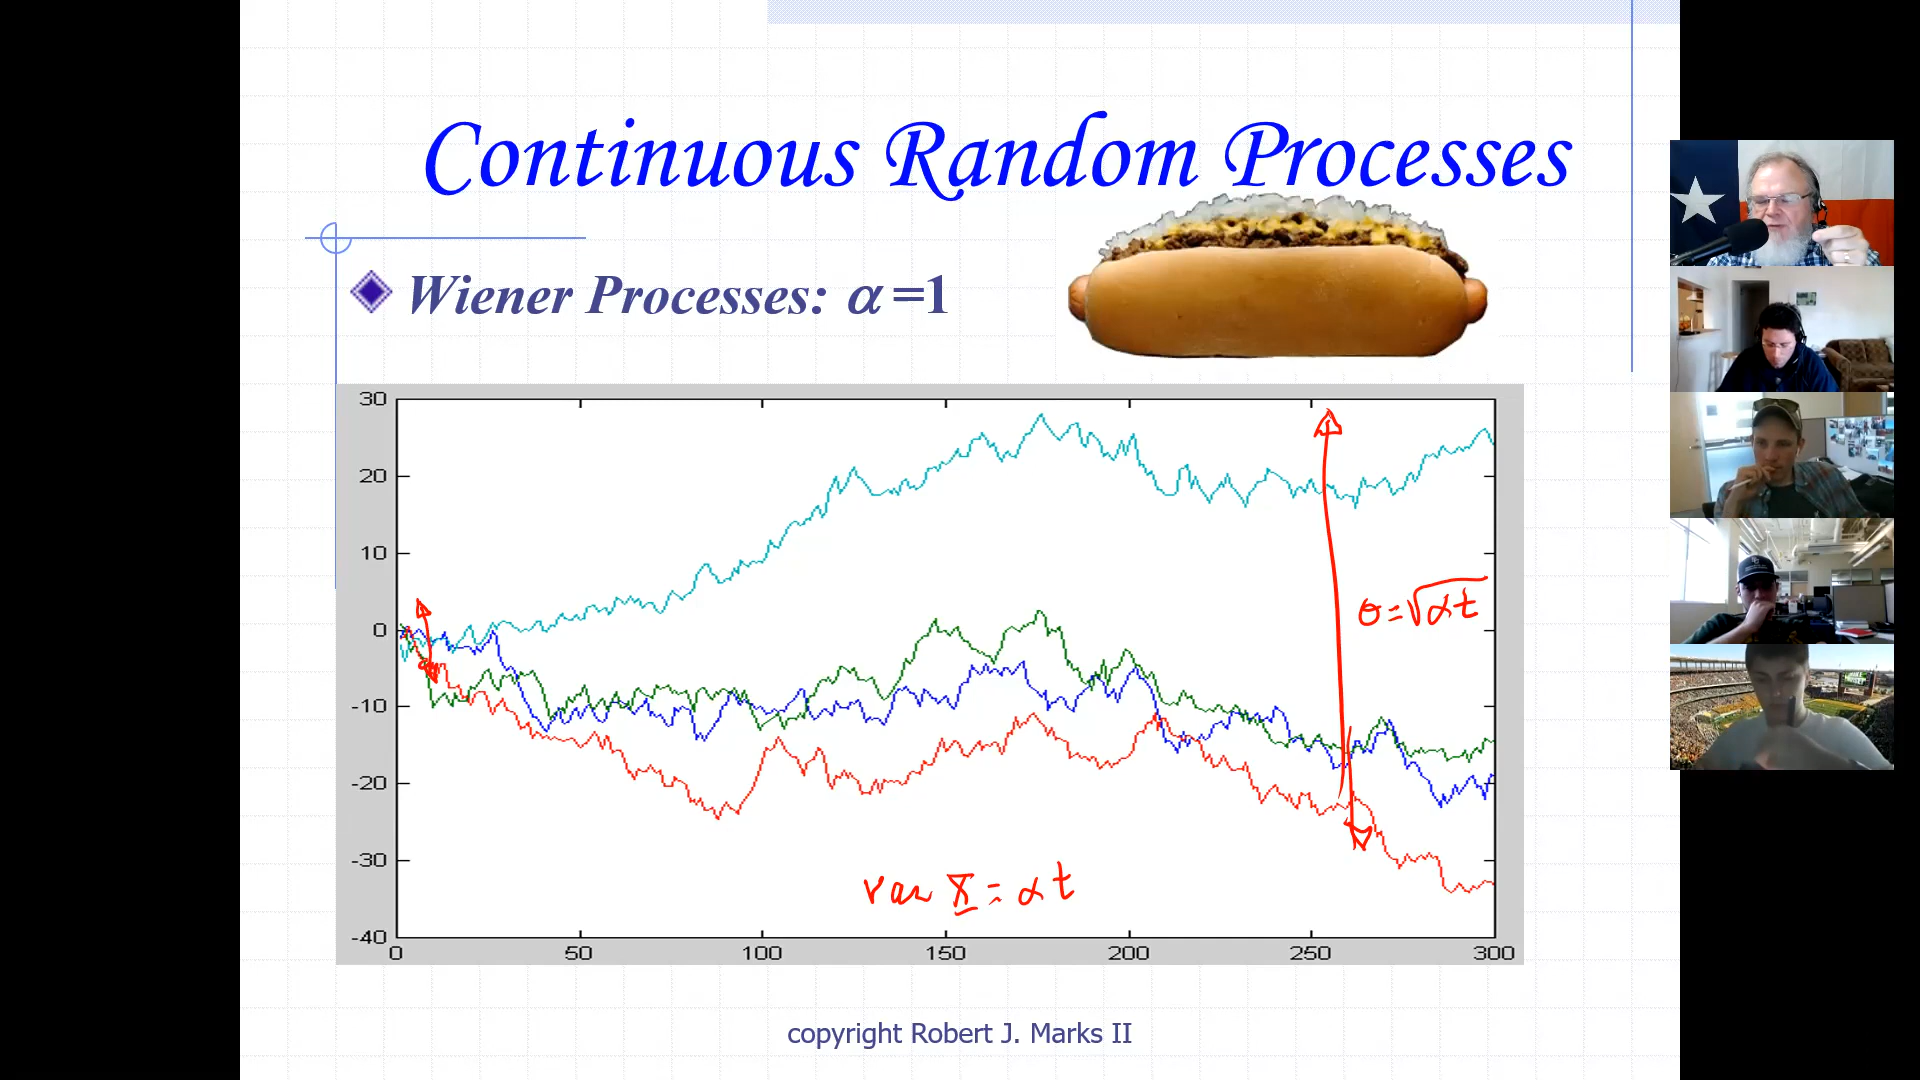 Continuous Random Processes
Wiener Processes: α =1
30
20
10
0
-10
-20
-30
-40
0 50 100 150 200 250 300
σ = √αt
var X = αt
copyright Robert J. Marks II